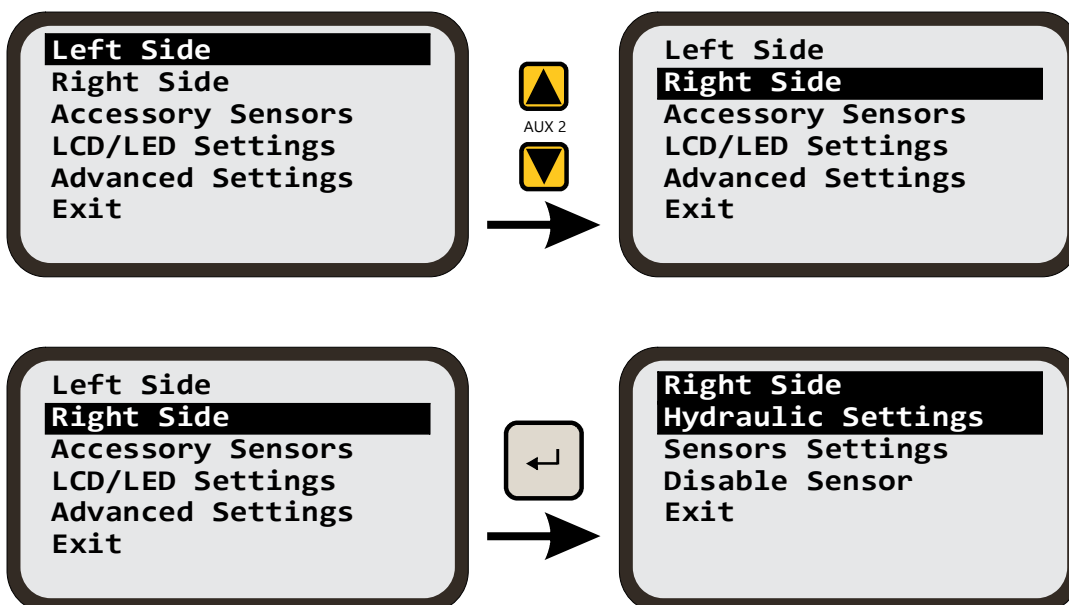 Left Side
Right Side
Accessory Sensors
LCD/LED Settings
Advanced Settings
Exit
AUX 2
Left Side
Right Side
Accessory Sensors
LCD/LED Settings
Advanced Settings
Exit
Left Side
Right Side
Accessory Sensors
LCD/LED Settings
Advanced Settings
Exit
Right Side
Hydraulic Settings
Sensors Settings
Disable Sensor
Exit